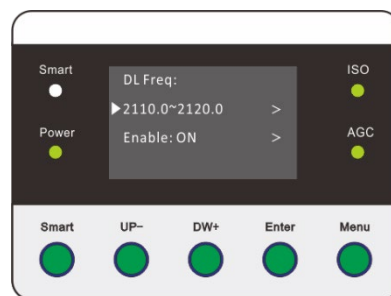 Smart
ISO
DL Freq:
2110.0~2120.0 >
Power
Enable: ON >
AGC
Smart UP- DW+ Enter Menu